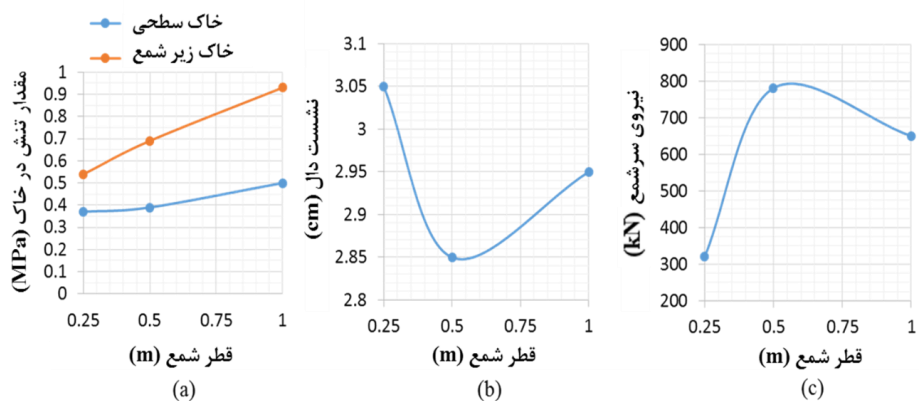 خاک سطحی
خاک زیر شمع
مقدار تنش در خاک (MPa)
1
0.9
0.8
0.7
0.6
0.5
0.4
0.3
0.2
0.1
0
0.25 0.5 0.75 1
قطر شمع (m)
(a)
نشست دال (cm)
3.1
3.05
3
2.95
2.9
2.85
2.8
0.25 0.5 0.75 1
قطر شمع (m)
(b)
نیروی سرشمع (kN)
900
800
700
600
500
400
300
200
0.25 0.5 0.75 1
قطر شمع (m)
(c)